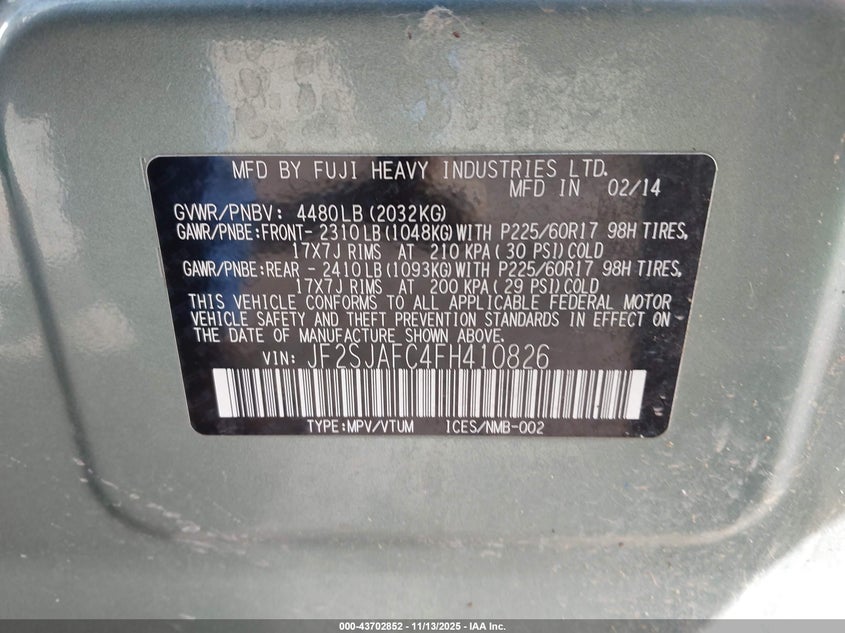 MFD BY FUJI HEAVY INDUSTRIES LTD.
MFD IN 02/14
GVWR/PNBV: 4480LB (2032KG)
GAWR/PNBE:FRONT- 2310LB (1048KG) WITH P225/60R17 98H TIRES,
17X7J RIMS AT 210 KPA ( 30 PSI) COLD
GAWR/PNBE:REAR - 2410LB (1093KG) WITH P225/60R17 98H TIRES,
17X7J RIMS AT 200 KPA ( 29 PSI) COLD
THIS VEHICLE CONFORMS TO ALL APPLICABLE FEDERAL MOTOR
VEHICLE SAFETY AND THEFT PREVENTION STANDARDS IN EFFECT ON
THE DATE OF MANUFACTURE SHOWN ABOVE.
VIN: JF2SJAFC4FH410826
TYPE:MPV/VTUM ICES/NMB-002
000-43702852 - 11/13/2025 - IAA Inc.